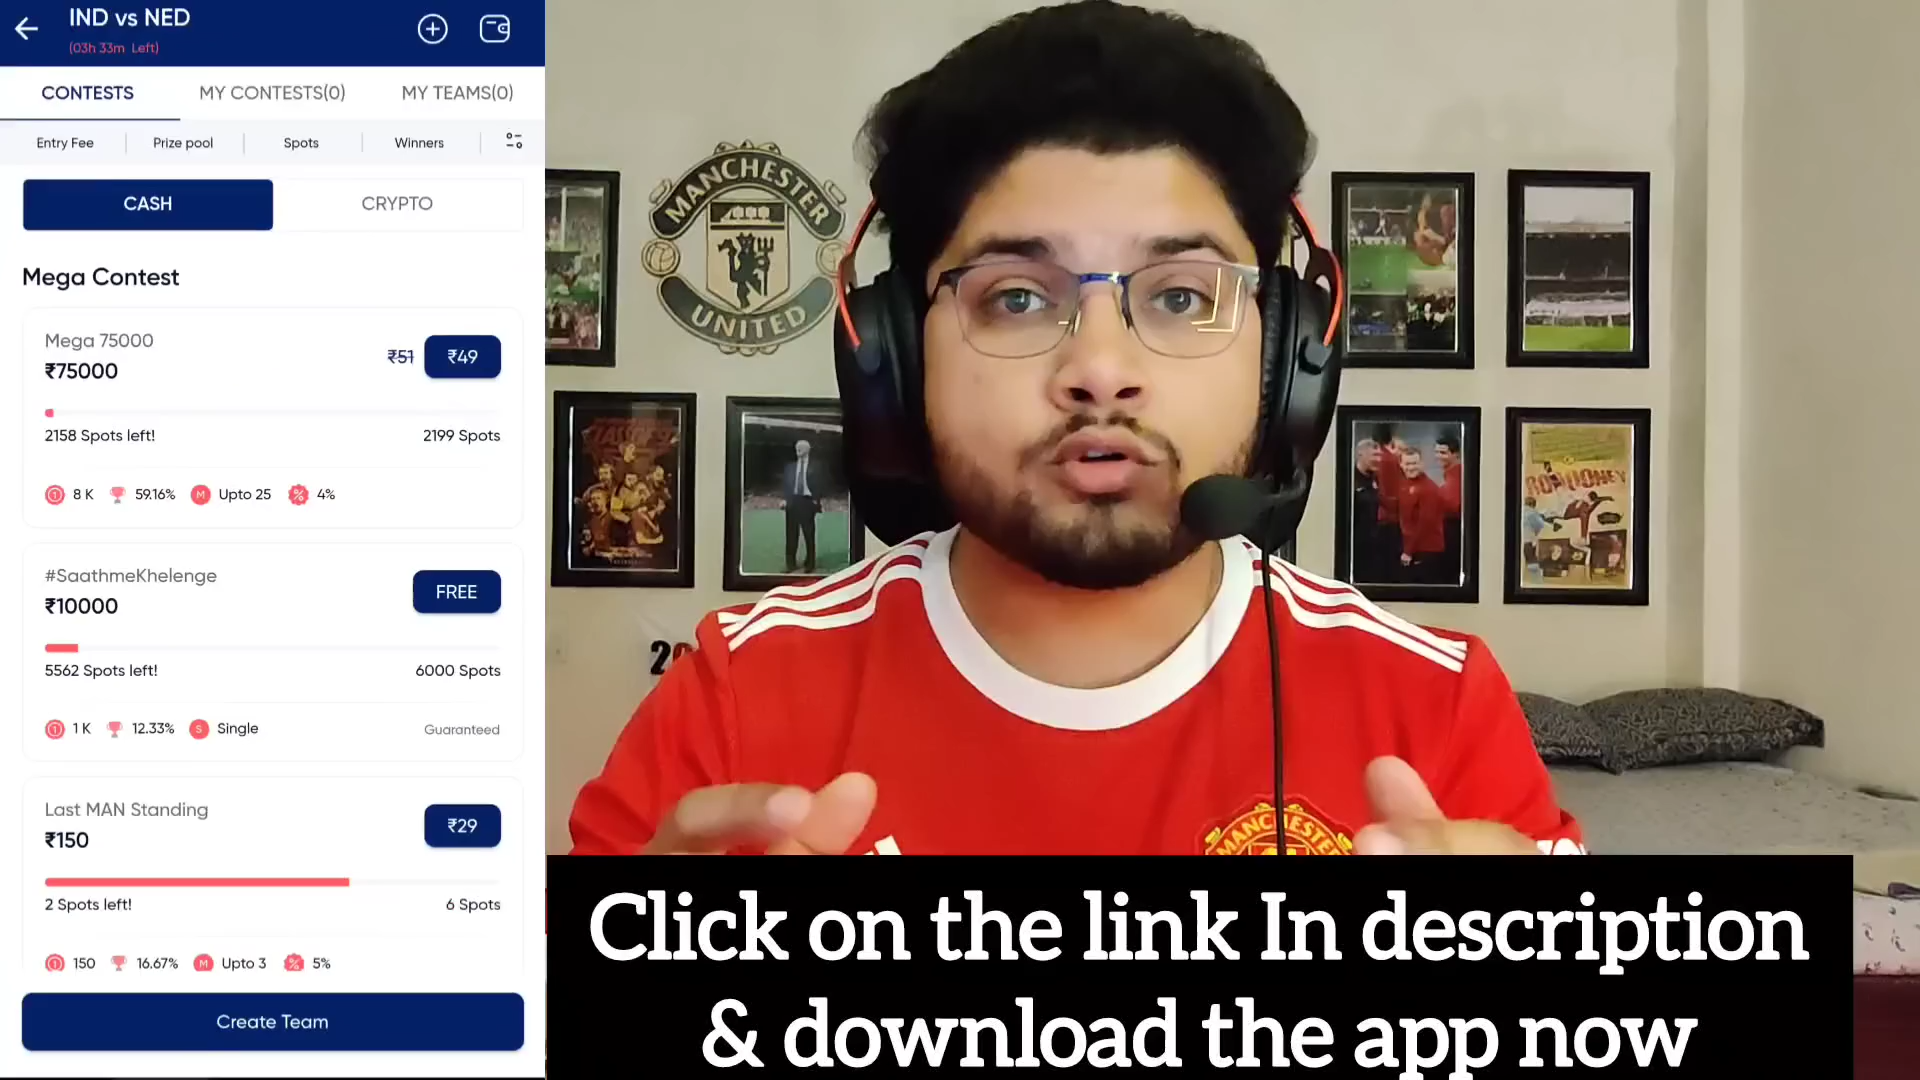 IND vs NED
(03h 33m Left)
CONTESTS
MY CONTESTS(0)
MY TEAMS(0)
Entry Fee
Prize pool
Spots
Winners
CASH
CRYPTO
Mega Contest
Mega 75000
₹75000
₹51
₹49
2158 Spots left!
2199 Spots
8 K
59.16%
M
Upto 25
%
4%
#SaathmeKhelenge
₹10000
FREE
5562 Spots left!
6000 Spots
1 K
12.33%
S
Single
Guaranteed
Last MAN Standing
₹150
₹29
2 Spots left!
6 Spots
150
16.67%
M
Upto 3
%
5%
Create Team
MANCHESTER
UNITED
MANCHESTER
Click on the link In description
& download the app now